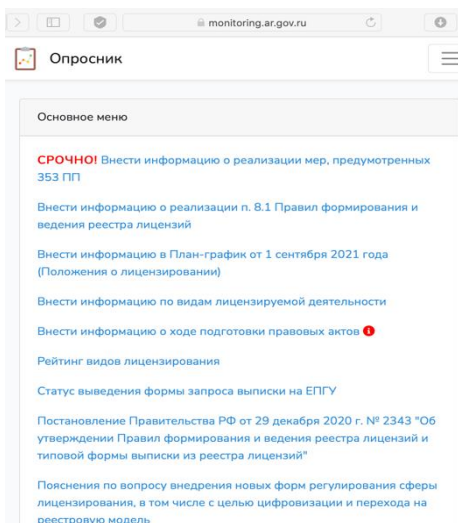 monitoring.ar.gov.ru
Опросник
Основное меню
СРОЧНО! Внести информацию о реализации мер, предумотренных
353 ПП
Внести информацию о реализации п. 8.1 Правил формирования и
ведения реестра лицензий
Внести информацию в План-график от 1 сентября 2021 года
(Положения о лицензировании)
Внести информацию по видам лицензируемой деятельности
Внести информацию о ходе подготовки правовых актов
Рейтинг видов лицензирования
Статус выведения формы запроса выписки на ЕПГУ
Постановление Правительства РФ от 29 декабря 2020 г. № 2343 "Об
утверждении Правил формирования и ведения реестра лицензий и
типовой формы выписки из реестра лицензий"
Пояснения по вопросу внедрения новых форм регулирования сферы
лицензирования, в том числе с целью цифровизации и перехода на
реестровую модель